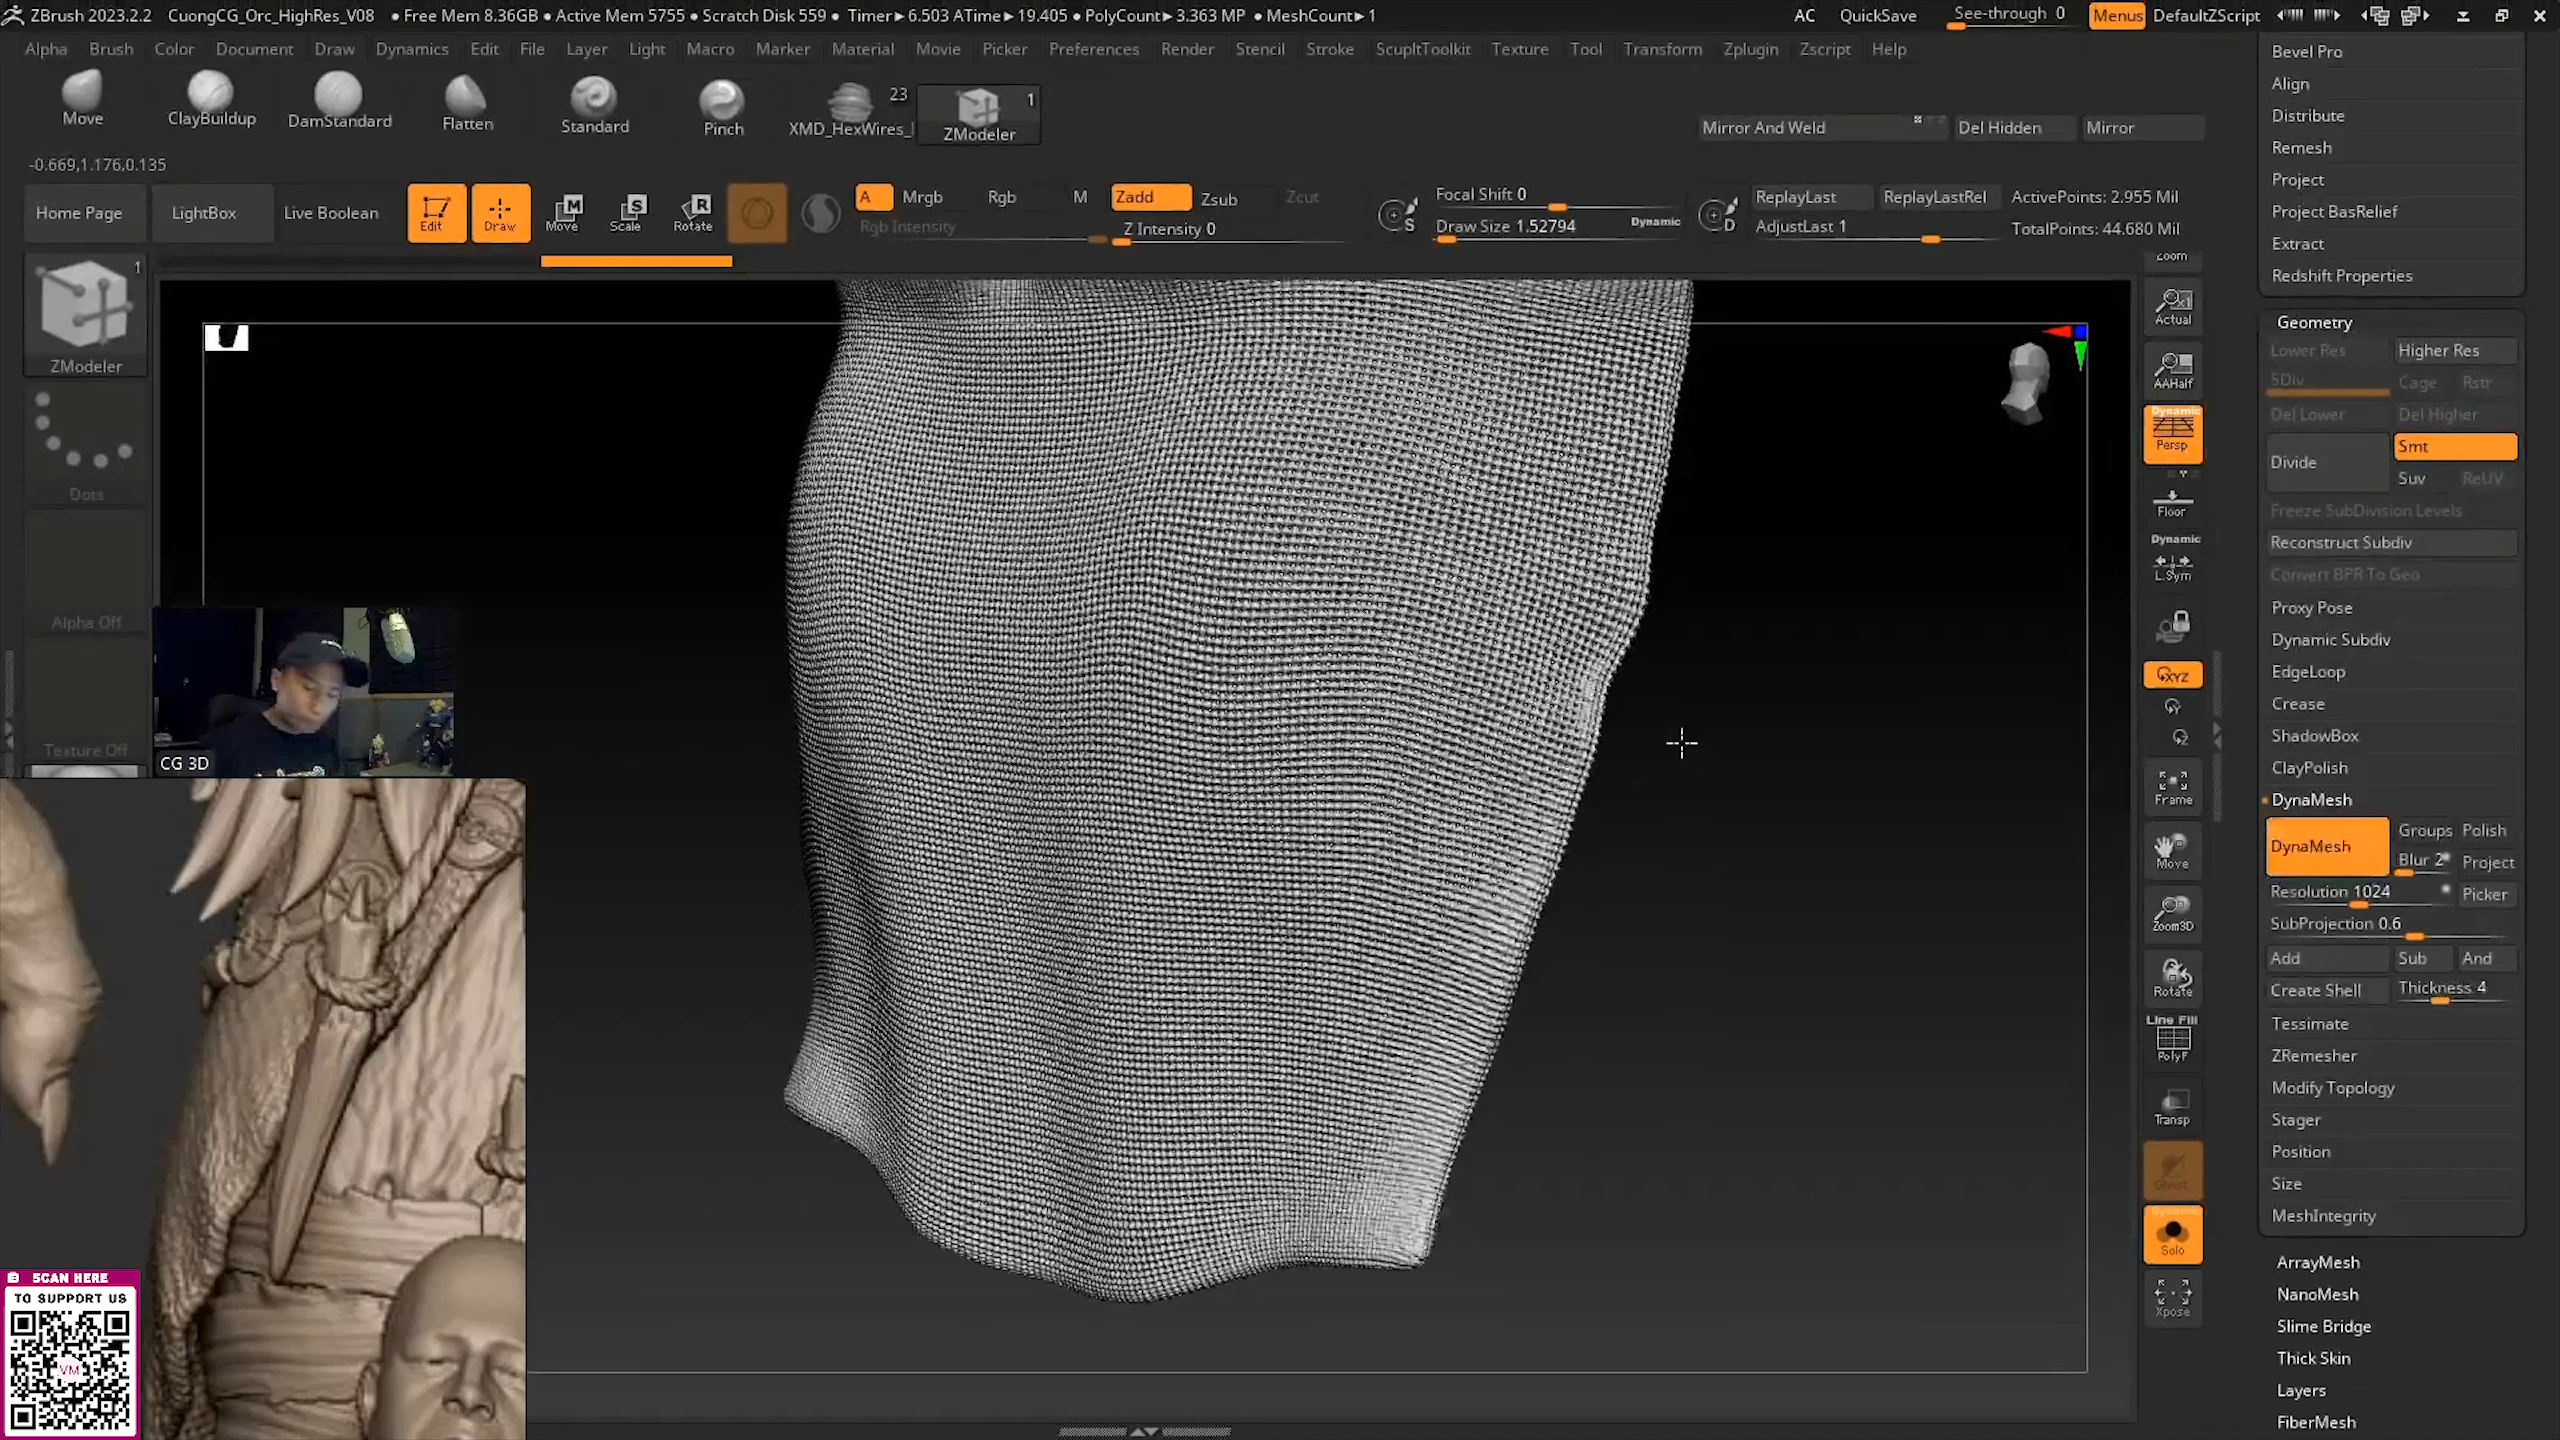 ZBrush 2023.2.2 CuongCG_Orc_HighRes_V08 • Free Mem 8.36GB • Active Mem 5755 • Scratch Disk 559 • Timer▸6.503 ATime▸19.405 • PolyCount▸3.363 MP • MeshCount▸1 AC QuickSave See-through 0 Menus DefaultZScript
Alpha Brush Color Document Draw Dynamics Edit File Layer Light Macro Marker Material Movie Picker Preferences Render Stencil Stroke ScupltToolkit Texture Tool Transform Zplugin Zscript Help
Move
ClayBuildup
DamStandard
Flatten
Standard
Pinch
XMD_HexWires_
23
ZModeler
1
Mirror And Weld
Del Hidden
Mirror
-0.669,1.176,0.135
Home Page
LightBox
Live Boolean
Edit
Draw
Move
Scale
Rotate
A
Mrgb
Rgb
M
Zadd
Zsub
Zcut
Rgb Intensity
Z Intensity 0
S
Focal Shift 0
Draw Size 1.52794
Dynamic
D
ReplayLast
ReplayLastRel
AdjustLast 1
ActivePoints: 2.955 Mil
TotalPoints: 44.680 Mil
1
ZModeler
Dots
Alpha Off
Texture Off
CG 3D
SCAN HERE
TO SUPPORT US
VM
Zoom
Actual
AAHalf
Dynamic
Persp
Floor
Dynamic
L.Sym
XYZ
Frame
Move
Zoom3D
Rotate
Line Fill
PolyF
Transp
Ghost
Dynamic
Solo
Xpose
Bevel Pro
Align
Distribute
Remesh
Project
Project BasRelief
Extract
Redshift Properties
Geometry
Lower Res Higher Res
SDiv Cage Rstr
Del Lower Del Higher
Divide Smt
Suv ReUV
Freeze SubDivision Levels
Reconstruct Subdiv
Convert BPR To Geo
Proxy Pose
Dynamic Subdiv
EdgeLoop
Crease
ShadowBox
ClayPolish
DynaMesh
DynaMesh Groups Polish
Blur 2 Project
Resolution 1024 Picker
SubProjection 0.6
Add Sub And
Create Shell Thickness 4
Tessimate
ZRemesher
Modify Topology
Stager
Position
Size
MeshIntegrity
ArrayMesh
NanoMesh
Slime Bridge
Thick Skin
Layers
FiberMesh